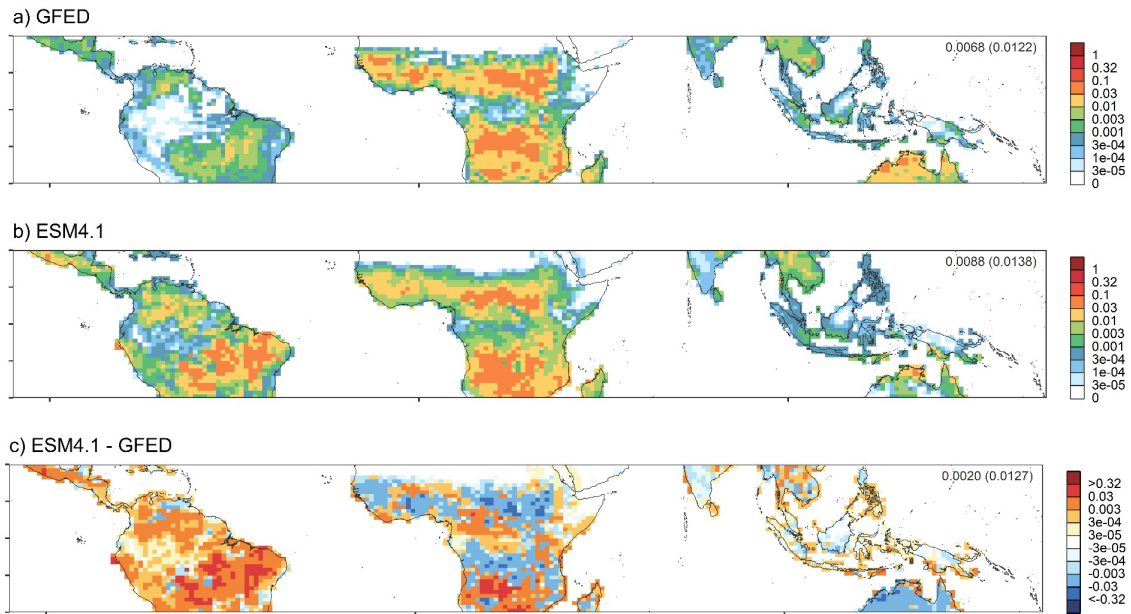 a) GFED
0.0068 (0.0122)
1
0.32
0.1
0.03
0.01
0.003
0.001
3e-04
1e-04
3e-05
0
b) ESM4.1
0.0088 (0.0138)
1
0.32
0.1
0.03
0.01
0.003
0.001
3e-04
1e-04
3e-05
0
c) ESM4.1 - GFED
0.0020 (0.0127)
>0.32
0.03
0.003
3e-04
3e-05
-3e-05
-3e-04
-0.003
-0.03
<-0.32